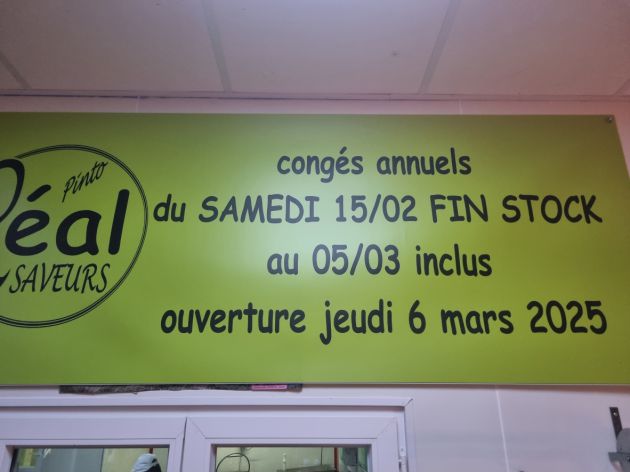 Pinto
Réal
SAVEURS
congés annuels
du SAMEDI 15/02 FIN STOCK
au 05/03 inclus
ouverture jeudi 6 mars 2025